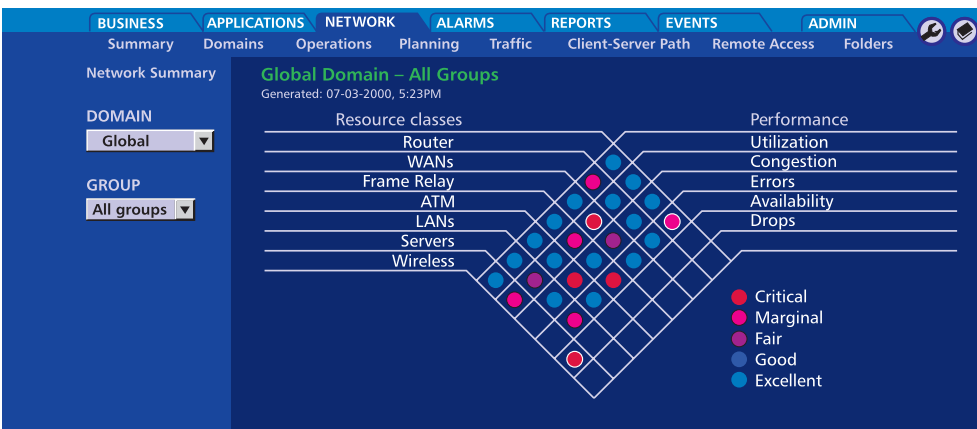 BUSINESS APPLICATIONS NETWORK ALARMS REPORTS EVENTS ADMIN
Summary Domains Operations Planning Traffic Client-Server Path Remote Access Folders
Network Summary
DOMAIN
Global
GROUP
All groups
Global Domain – All Groups
Generated: 07-03-2000, 5:23PM
Resource classes
Router
WANs
Frame Relay
ATM
LANs
Servers
Wireless
Performance
Utilization
Congestion
Errors
Availability
Drops
Critical
Marginal
Fair
Good
Excellent